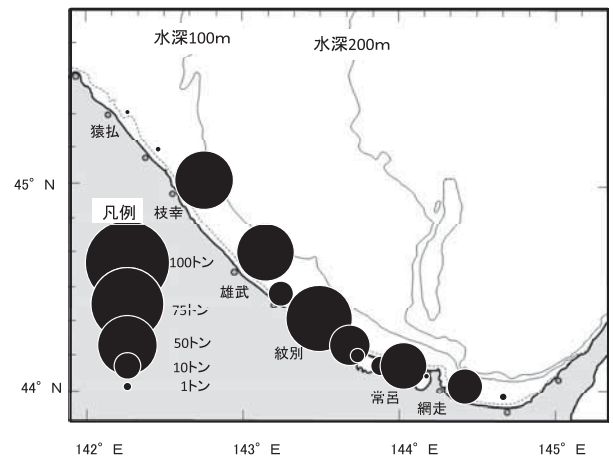 水深100m
水深200m
猿払
45° N
凡例
枝幸
100トン
雄武
75トン
紋別
50トン
10トン
常呂
1トン
網走
44° N
142° E
143° E
144° E
145° E